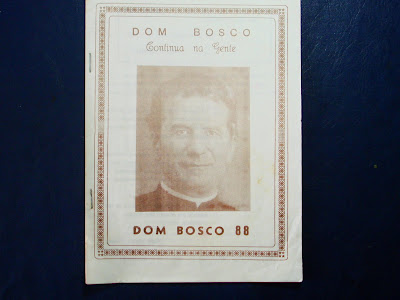 DOM BOSCO
Continua na Gente
DOM BOSCO 88